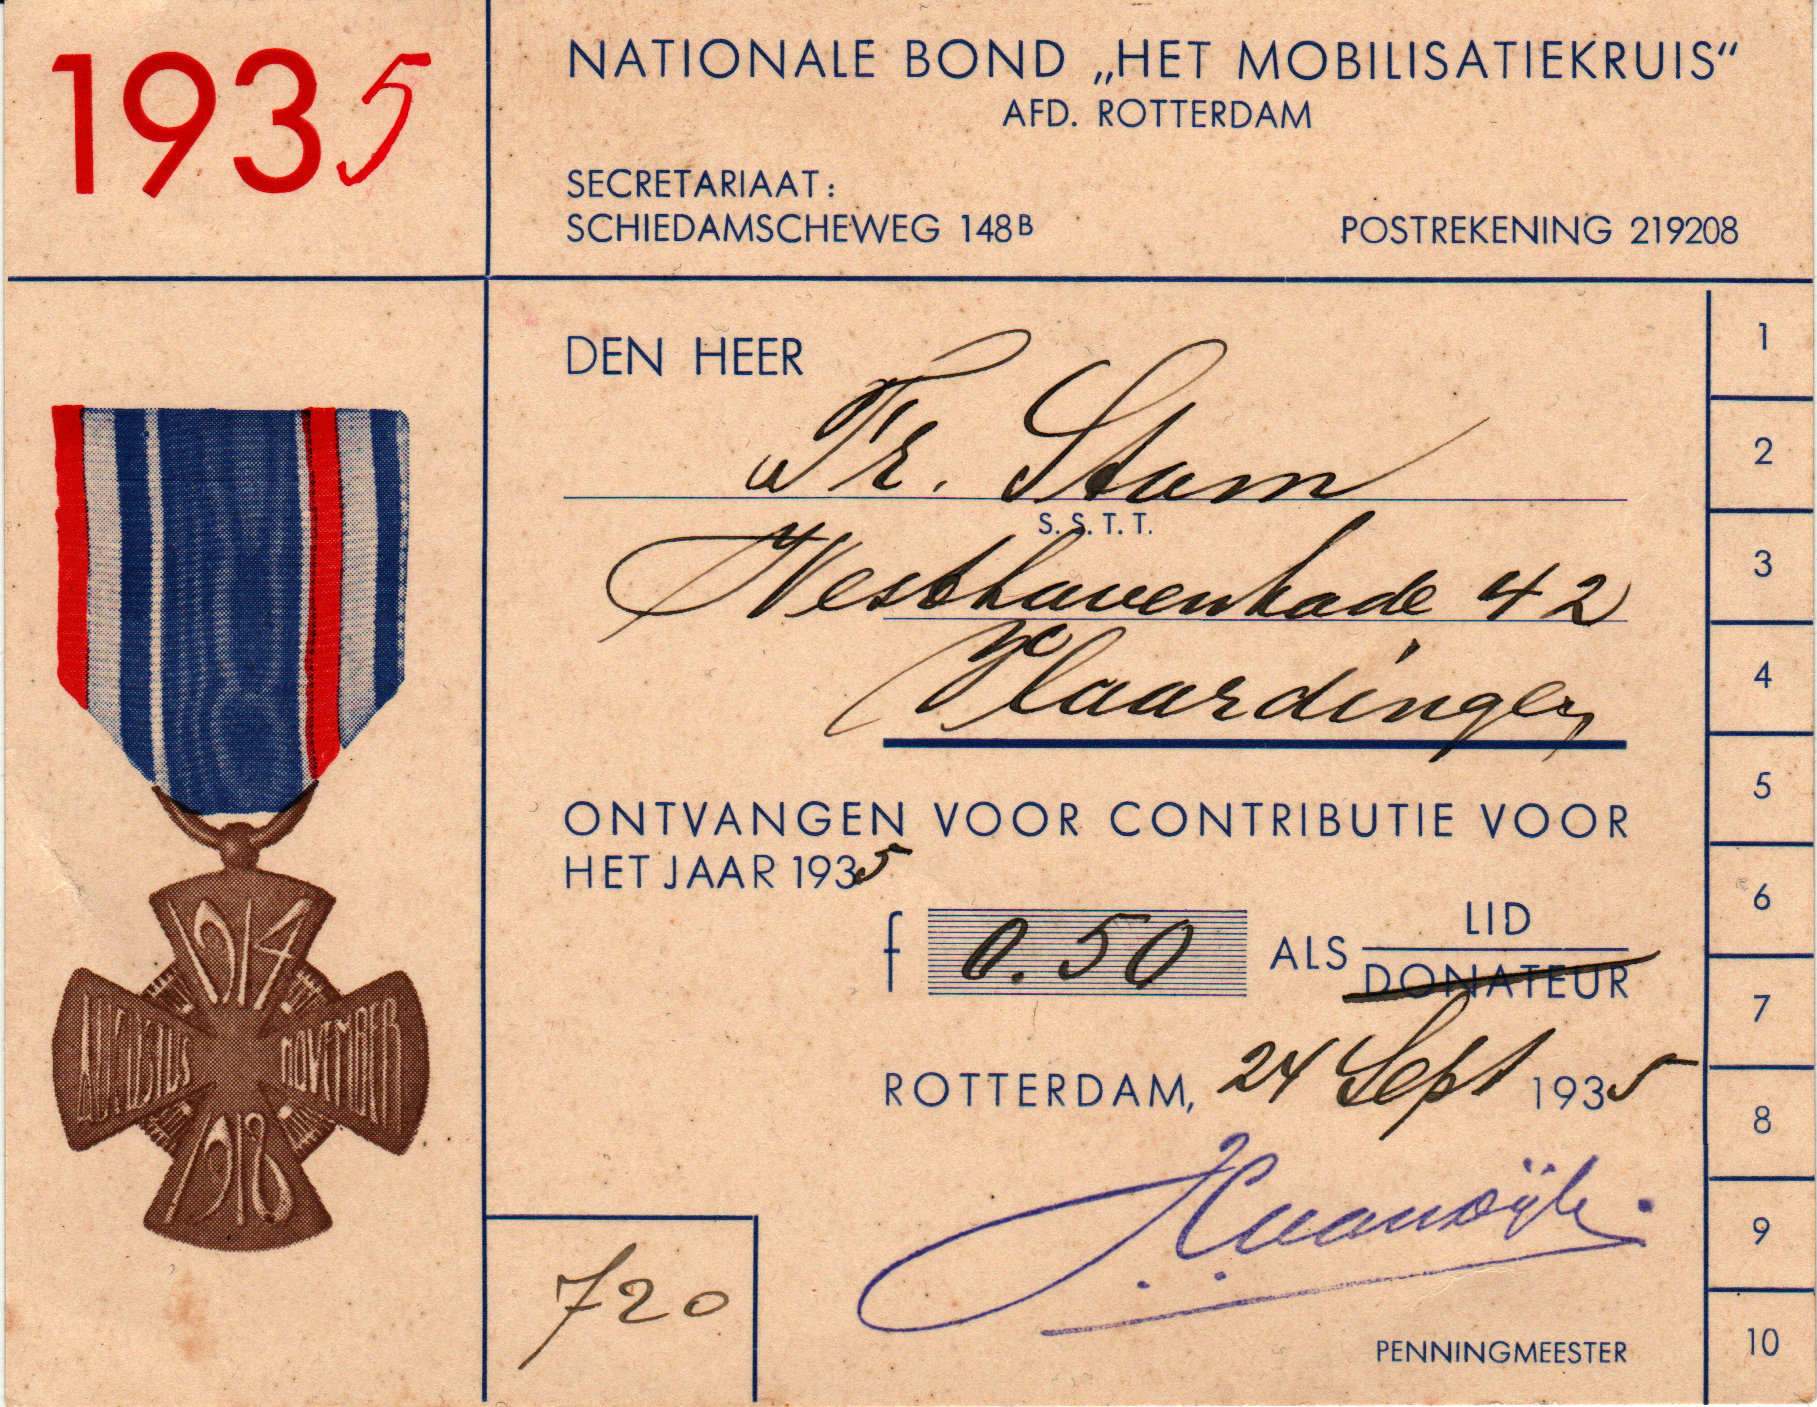 1935
NATIONALE BOND „HET MOBILISATIEKRUIS“
AFD. ROTTERDAM
SECRETARIAAT:
SCHIEDAMSCHEWEG 148B
POSTREKENING 219208
DEN HEER
Fr. Stam
S.S.T.T.
Westhavenkade 42
Vlaardingen
ONTVANGEN VOOR CONTRIBUTIE VOOR
HET JAAR 1935
f 0.50 ALS LID
DONATEUR
ROTTERDAM, 24 Sept 1935
720
PENNINGMEESTER
1914
AUGUSTUS NOVEMBER
1918
1
2
3
4
5
6
7
8
9
10